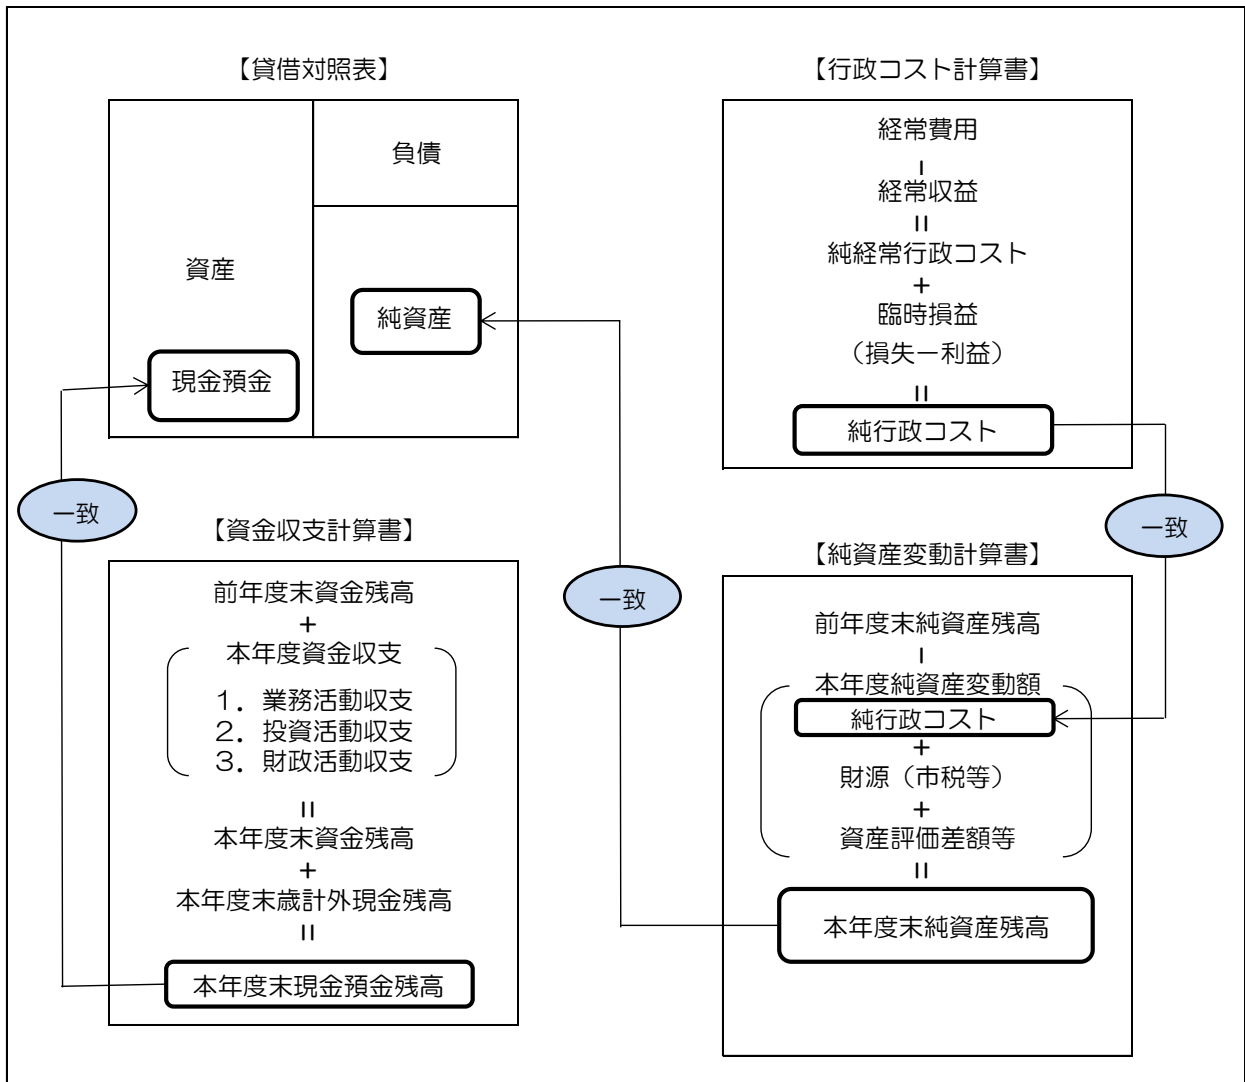 【貸借対照表】
資産
負債
純資産
現金預金
【行政コスト計算書】
経常費用
－
経常収益
＝
純経常行政コスト
＋
臨時損益
（損失－利益）
＝
純行政コスト
一致
【資金収支計算書】
前年度末資金残高
＋
本年度資金収支
１．業務活動収支
２．投資活動収支
３．財政活動収支
＝
本年度末資金残高
＋
本年度末歳計外現金残高
＝
本年度末現金預金残高
一致
一致
【純資産変動計算書】
前年度末純資産残高
－
本年度純資産変動額
純行政コスト
＋
財源（市税等）
＋
資産評価差額等
＝
本年度末純資産残高